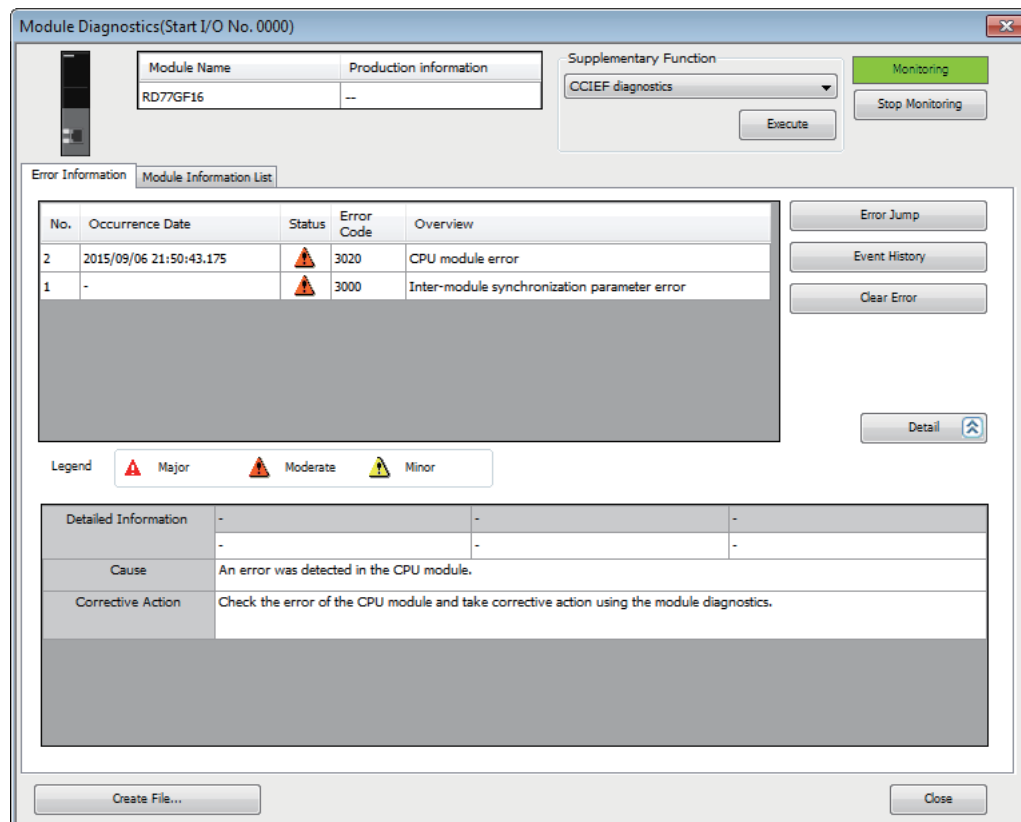 Module Diagnostics(Start I/O No. 0000)
Module Name Production information
RD77GF16 --
Supplementary Function
CCIEF diagnostics
Execute
Monitoring
Stop Monitoring
Error Information Module Information List
No. Occurrence Date Status Error Code Overview
2 2015/09/06 21:50:43.175 3020 CPU module error
1 - 3000 Inter-module synchronization parameter error
Error Jump
Event History
Clear Error
Detail
Legend Major Moderate Minor
Detailed Information - - -
- - -
Cause An error was detected in the CPU module.
Corrective Action Check the error of the CPU module and take corrective action using the module diagnostics.
Create File... Close